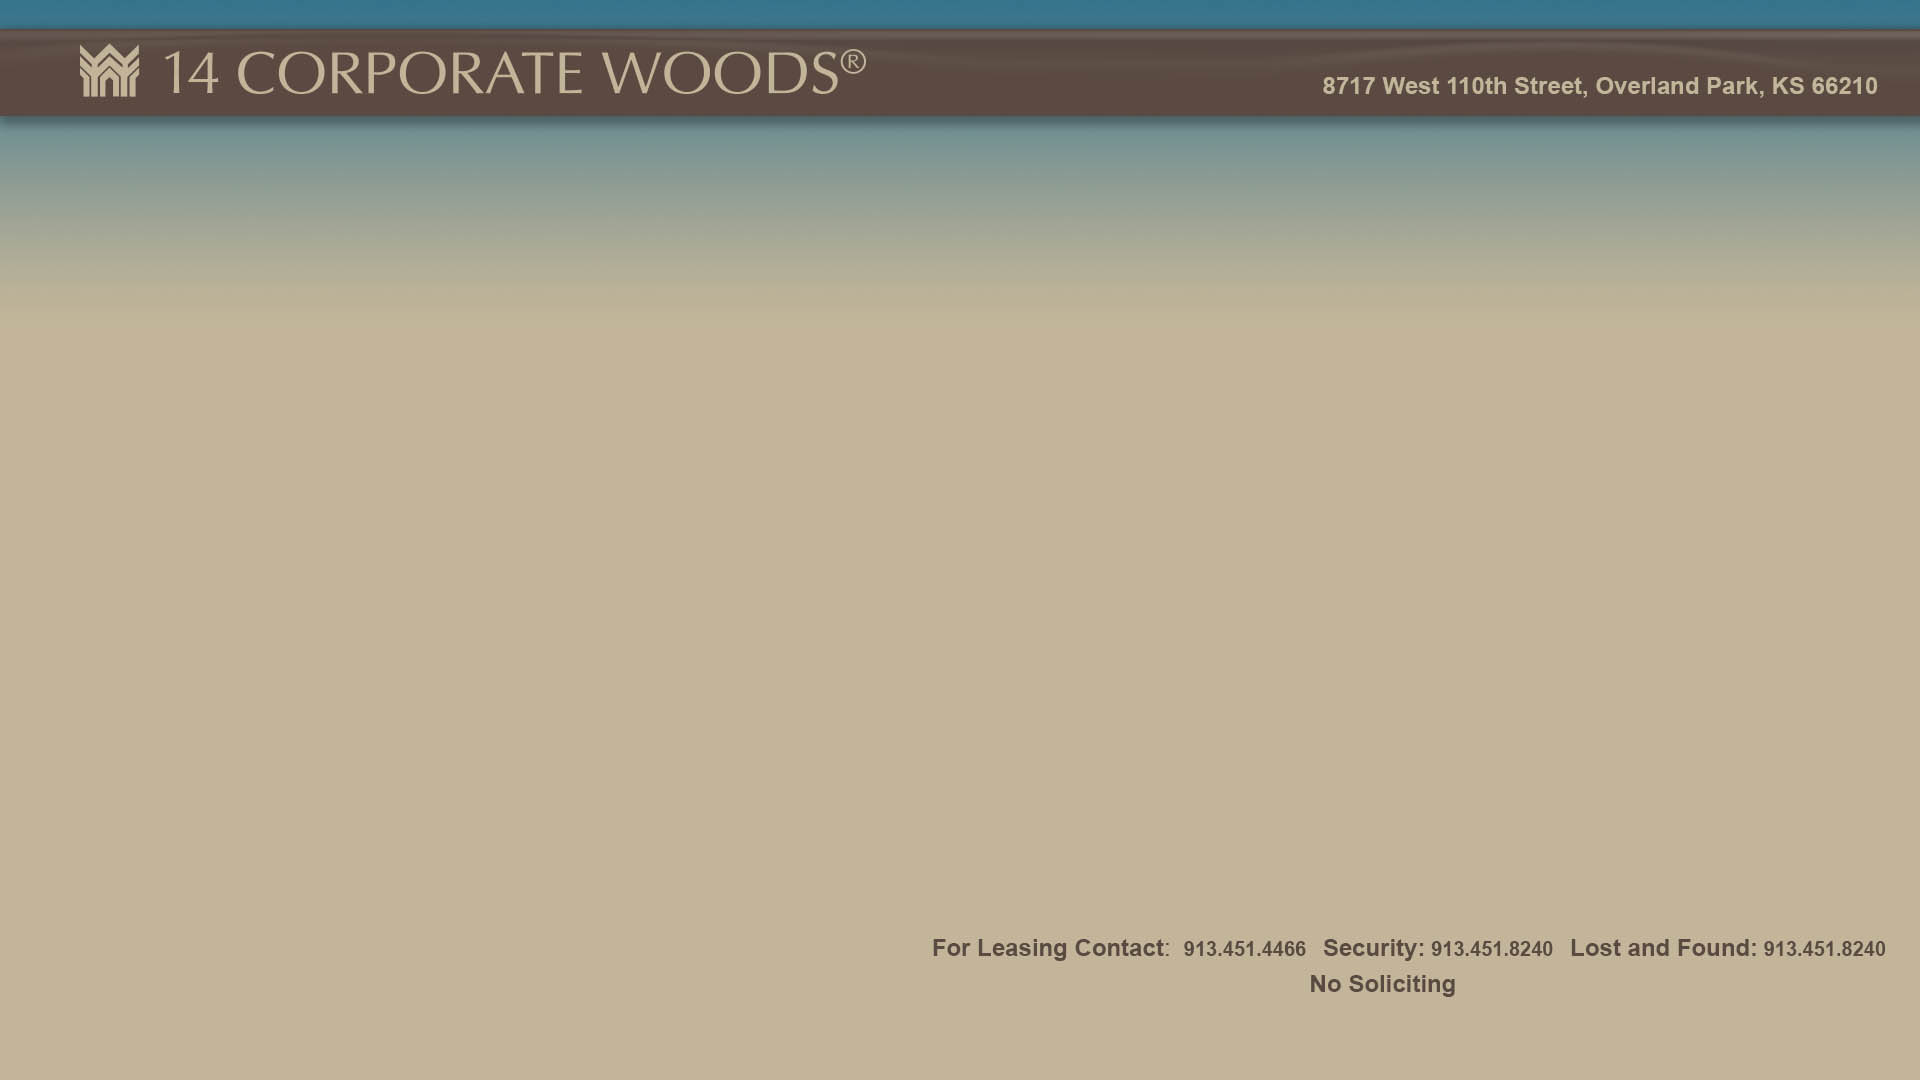 14 CORPORATE WOODS®
8717 West 110th Street, Overland Park, KS 66210
For Leasing Contact: 913.451.4466 Security: 913.451.8240 Lost and Found: 913.451.8240
No Soliciting